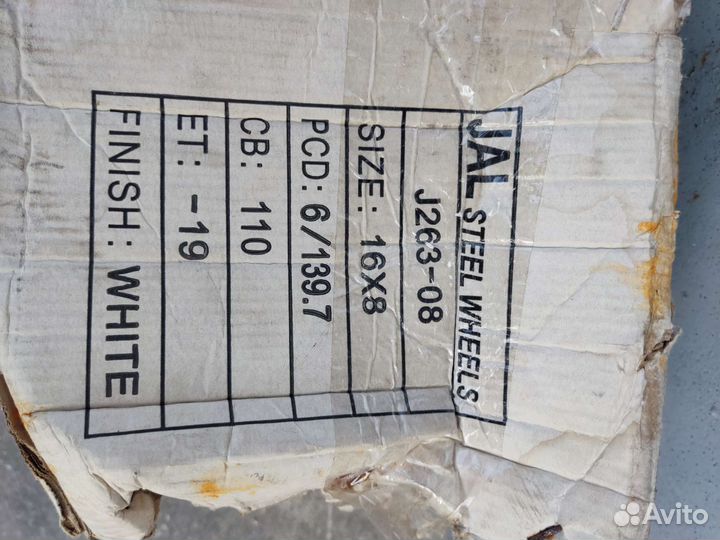 JAL STEEL WHEELS
J263-08
SIZE: 16X8
PCD: 6/139.7
CB: 110
ET: -19
FINISH: WHITE
Avito